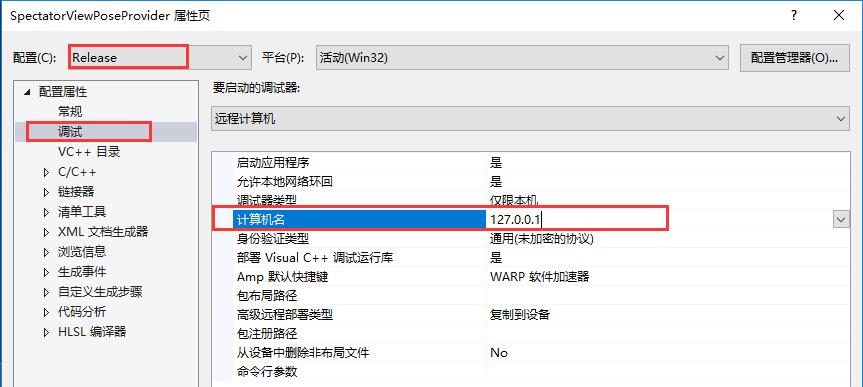 SpectatorViewPoseProvider 属性页
配置(C): Release 平台(P): 活动(Win32) 配置管理器(O)...
配置属性
常规
调试
VC++ 目录
C/C++
链接器
清单工具
XML 文档生成器
浏览信息
生成事件
自定义生成步骤
代码分析
HLSL 编译器
要启动的调试器:
远程计算机
启动应用程序 是
允许本地网络环回 是
调试器类型 仅限本机
计算机名 127.0.0.1
身份验证类型 通用(未加密的协议)
部署 Visual C++ 调试运行库 是
Amp 默认快捷键 WARP 软件加速器
包布局路径
高级远程部署类型 复制到设备
包注册路径
从设备中删除非布局文件 No
命令行参数